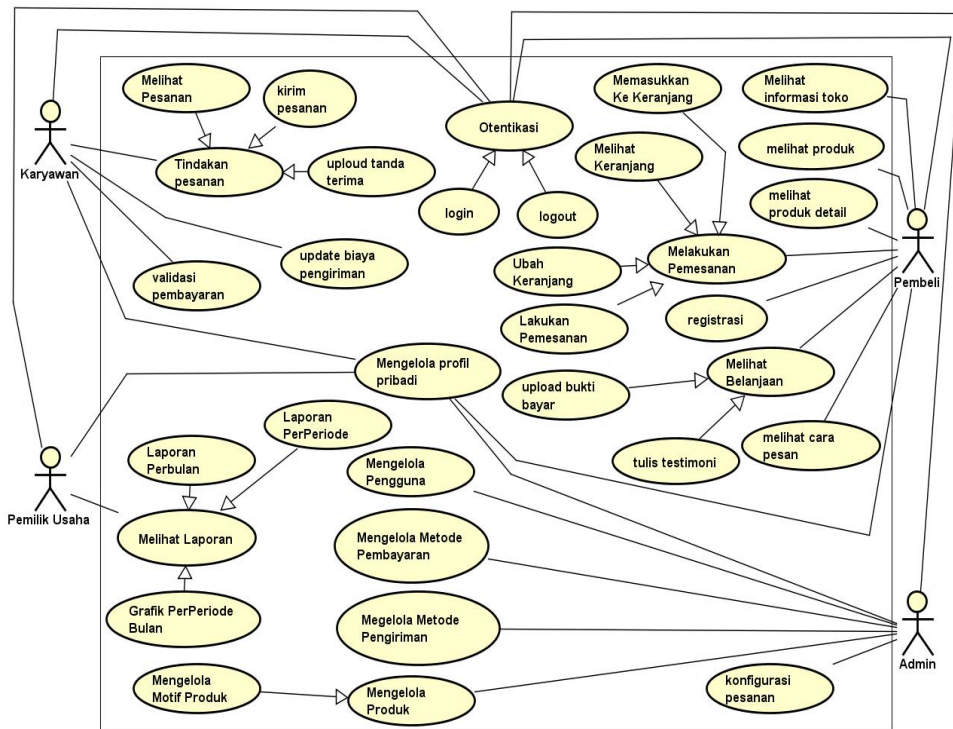 Melihat
Pesanan
kirim
pesanan
Memasukkan
Ke Keranjang
Melihat
informasi toko
Otentikasi
Karyawan
Tindakan
pesanan
uploud tanda
terima
Melihat
Keranjang
melihat produk
login
logout
melihat
produk detail
validasi
pembayaran
update biaya
pengiriman
Ubah
Keranjang
Melakukan
Pemesanan
Pembeli
Lakukan
Pemesanan
registrasi
Mengelola profil
pribadi
upload bukti
bayar
Melihat
Belanjaan
Laporan
Perbulan
Laporan
PerPeriode
Mengelola
Pengguna
tulis testimoni
melihat cara
pesan
Pemilik Usaha
Melihat Laporan
Mengelola Metode
Pembayaran
Grafik PerPeriode
Bulan
Megelola Metode
Pengiriman
Admin
Mengelola
Motif Produk
Mengelola
Produk
konfigurasi
pesanan